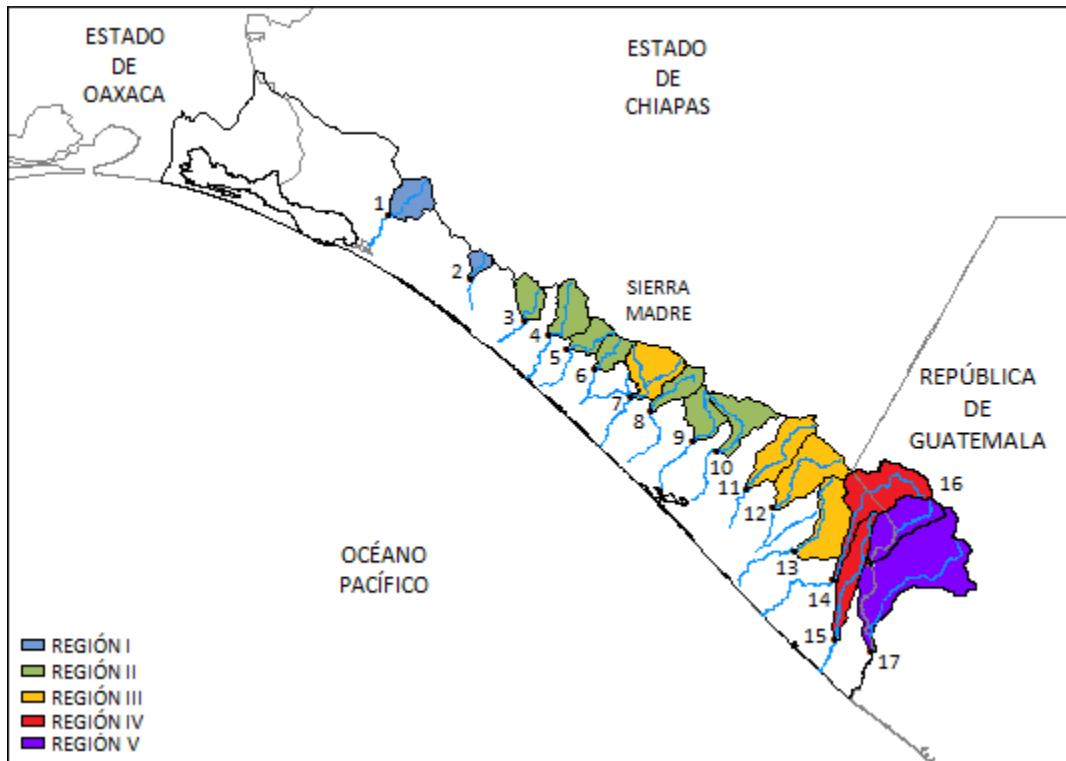 ESTADO
DE
OAXACA
ESTADO
DE
CHIAPAS
1
2
SIERRA
MADRE
3
4
5
6
7
8
REPÚBLICA
DE
GUATEMALA
9
10
11
12
16
13
OCÉANO
PACÍFICO
14
15
17
REGIÓN I
REGIÓN II
REGIÓN III
REGIÓN IV
REGIÓN V